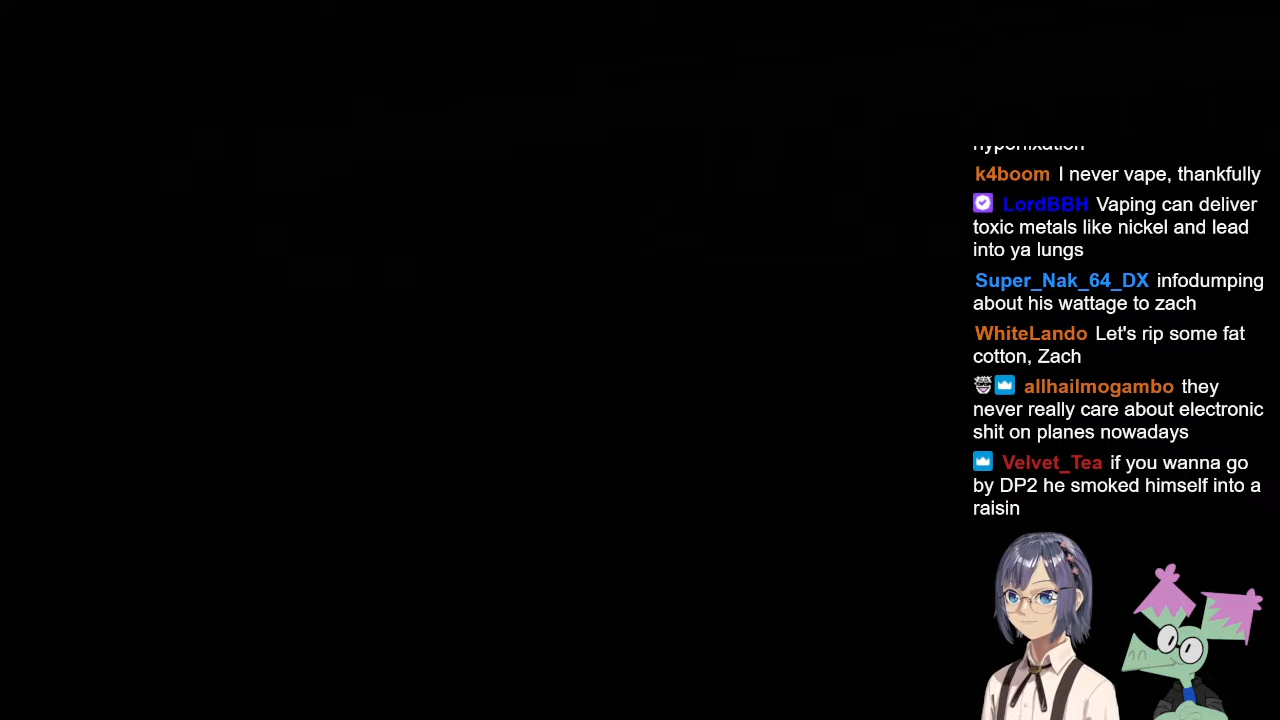 hyperfixation
k4boom I never vape, thankfully
LordBBH Vaping can deliver
toxic metals like nickel and lead
into ya lungs
Super_Nak_64_DX infodumping
about his wattage to zach
WhiteLando Let's rip some fat
cotton, Zach
allhailmogambo they
never really care about electronic
shit on planes nowadays
Velvet_Tea if you wanna go
by DP2 he smoked himself into a
raisin